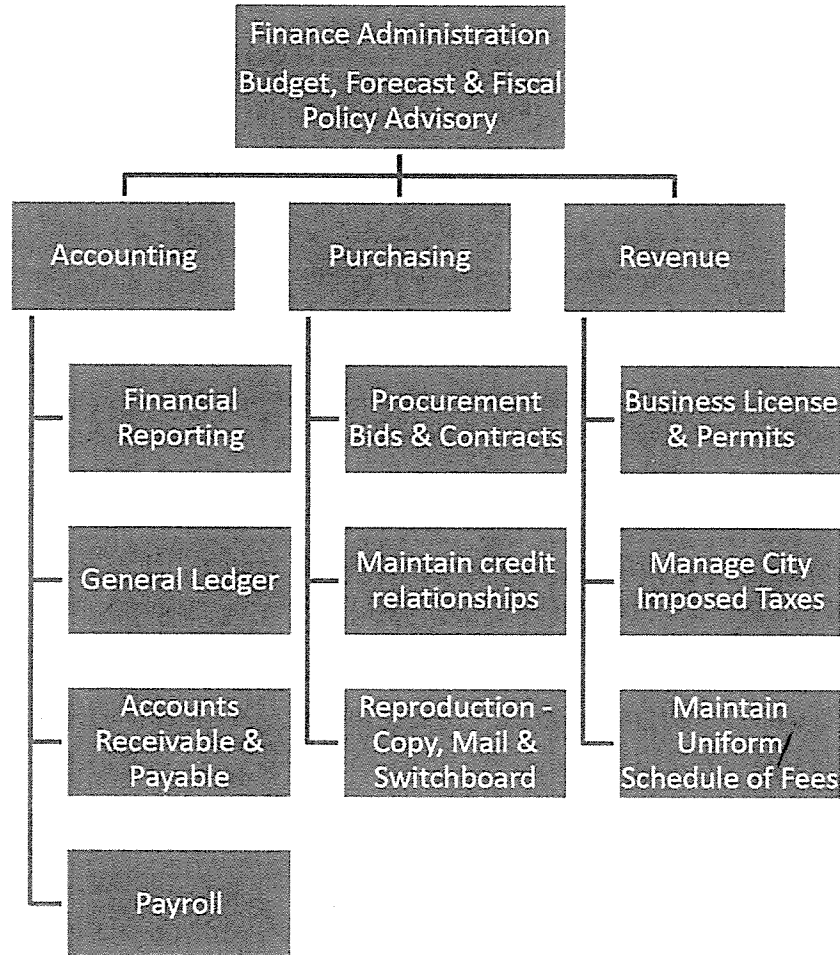 Finance Administration
Budget, Forecast & Fiscal
Policy Advisory
Accounting
Purchasing
Revenue
Financial
Reporting
Procurement
Bids & Contracts
Business License
& Permits
General Ledger
Maintain credit
relationships
Manage City
Imposed Taxes
Accounts
Receivable &
Payable
Reproduction -
Copy, Mail &
Switchboard
Maintain
Uniform
Schedule of Fees
Payroll